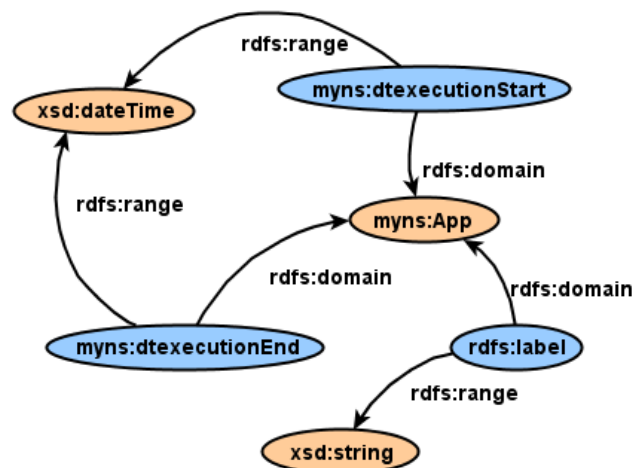 rdfs:range
myns:dtexecutionStart
xsd:dateTime
rdfs:domain
rdfs:range
myns:App
rdfs:domain
rdfs:domain
myns:dtexecutionEnd
rdfs:label
rdfs:range
xsd:string